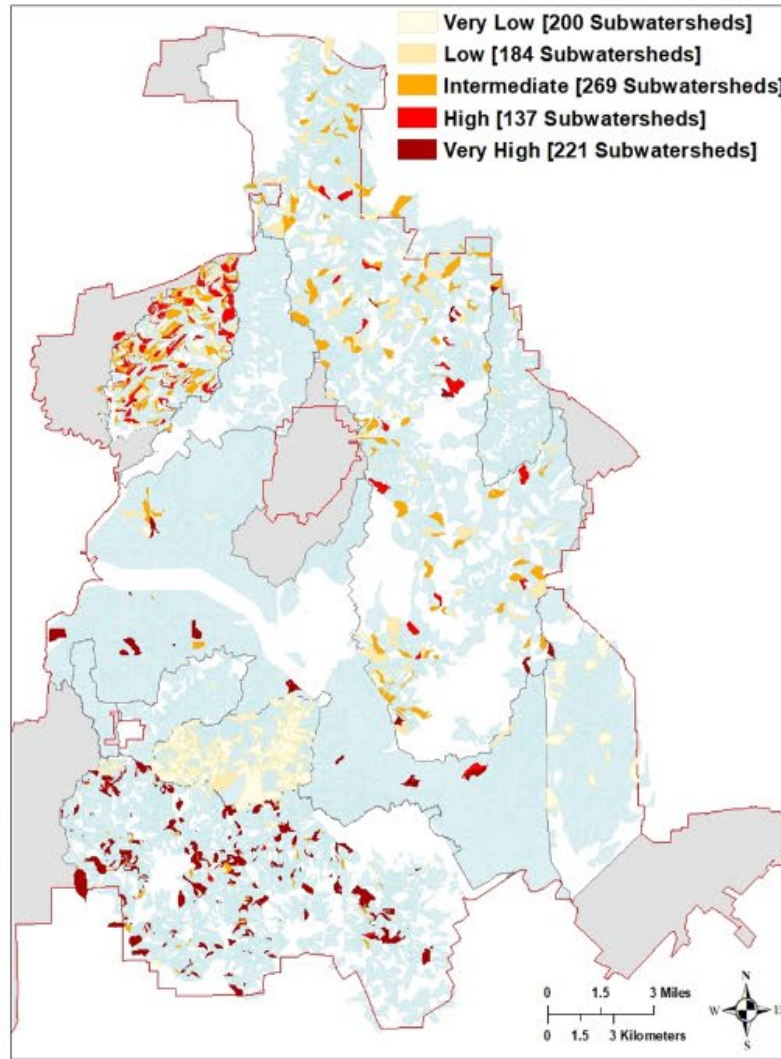 Very Low [200 Subwatersheds]
Low [184 Subwatersheds]
Intermediate [269 Subwatersheds]
High [137 Subwatersheds]
Very High [221 Subwatersheds]
0 1.5 3 Miles
0 1.5 3 Kilometers
N
W E
S